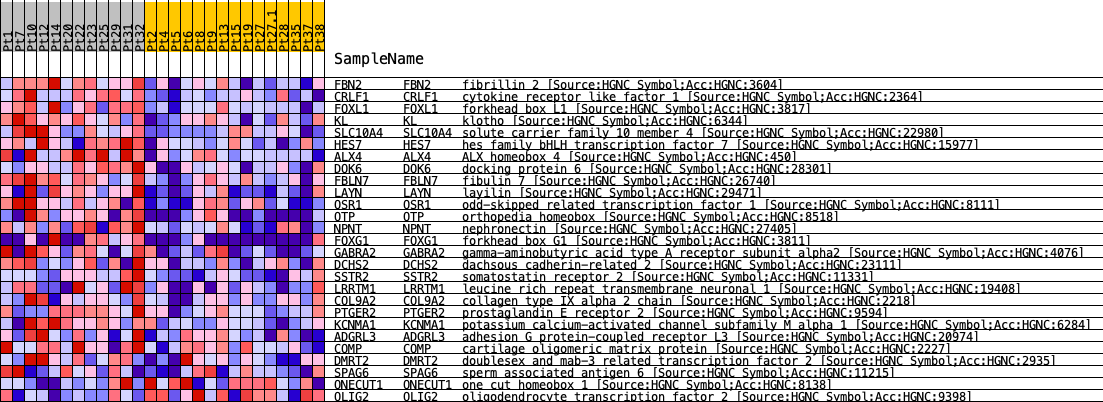 Pt1 Pt7 Pt10 Pt12 Pt14 Pt20 Pt22 Pt23 Pt25 Pt29 Pt31 Pt32 Pt2 Pt4 Pt5 Pt6 Pt8 Pt9 Pt13 Pt15 Pt19 Pt27 Pt27.1 Pt28 Pt35 Pt37 Pt38
SampleName
FBN2 FBN2 fibrillin 2 [Source:HGNC Symbol;Acc:HGNC:3604]
CRLF1 CRLF1 cytokine receptor like factor 1 [Source:HGNC Symbol;Acc:HGNC:2364]
FOXL1 FOXL1 forkhead box L1 [Source:HGNC Symbol;Acc:HGNC:3817]
KL KL klotho [Source:HGNC Symbol;Acc:HGNC:6344]
SLC10A4 SLC10A4 solute carrier family 10 member 4 [Source:HGNC Symbol;Acc:HGNC:22980]
HES7 HES7 hes family bHLH transcription factor 7 [Source:HGNC Symbol;Acc:HGNC:15977]
ALX4 ALX4 ALX homeobox 4 [Source:HGNC Symbol;Acc:HGNC:450]
DOK6 DOK6 docking protein 6 [Source:HGNC Symbol;Acc:HGNC:28301]
FBLN7 FBLN7 fibulin 7 [Source:HGNC Symbol;Acc:HGNC:26740]
LAYN LAYN layilin [Source:HGNC Symbol;Acc:HGNC:29471]
OSR1 OSR1 odd-skipped related transcription factor 1 [Source:HGNC Symbol;Acc:HGNC:8111]
OTP OTP orthopedia homeobox [Source:HGNC Symbol;Acc:HGNC:8518]
NPNT NPNT nephronectin [Source:HGNC Symbol;Acc:HGNC:27405]
FOXG1 FOXG1 forkhead box G1 [Source:HGNC Symbol;Acc:HGNC:3811]
GABRA2 GABRA2 gamma-aminobutyric acid type A receptor subunit alpha2 [Source:HGNC Symbol;Acc:HGNC:4076]
DCHS2 DCHS2 dachsous cadherin-related 2 [Source:HGNC Symbol;Acc:HGNC:23111]
SSTR2 SSTR2 somatostatin receptor 2 [Source:HGNC Symbol;Acc:HGNC:11331]
LRRTM1 LRRTM1 leucine rich repeat transmembrane neuronal 1 [Source:HGNC Symbol;Acc:HGNC:19408]
COL9A2 COL9A2 collagen type IX alpha 2 chain [Source:HGNC Symbol;Acc:HGNC:2218]
PTGER2 PTGER2 prostaglandin E receptor 2 [Source:HGNC Symbol;Acc:HGNC:9594]
KCNMA1 KCNMA1 potassium calcium-activated channel subfamily M alpha 1 [Source:HGNC Symbol;Acc:HGNC:6284]
ADGRL3 ADGRL3 adhesion G protein-coupled receptor L3 [Source:HGNC Symbol;Acc:HGNC:20974]
COMP COMP cartilage oligomeric matrix protein [Source:HGNC Symbol;Acc:HGNC:2227]
DMRT2 DMRT2 doublesex and mab-3 related transcription factor 2 [Source:HGNC Symbol;Acc:HGNC:2935]
SPAG6 SPAG6 sperm associated antigen 6 [Source:HGNC Symbol;Acc:HGNC:11215]
ONECUT1 ONECUT1 one cut homeobox 1 [Source:HGNC Symbol;Acc:HGNC:8138]
OLIG2 OLIG2 oligodendrocyte transcription factor 2 [Source:HGNC Symbol;Acc:HGNC:9398]